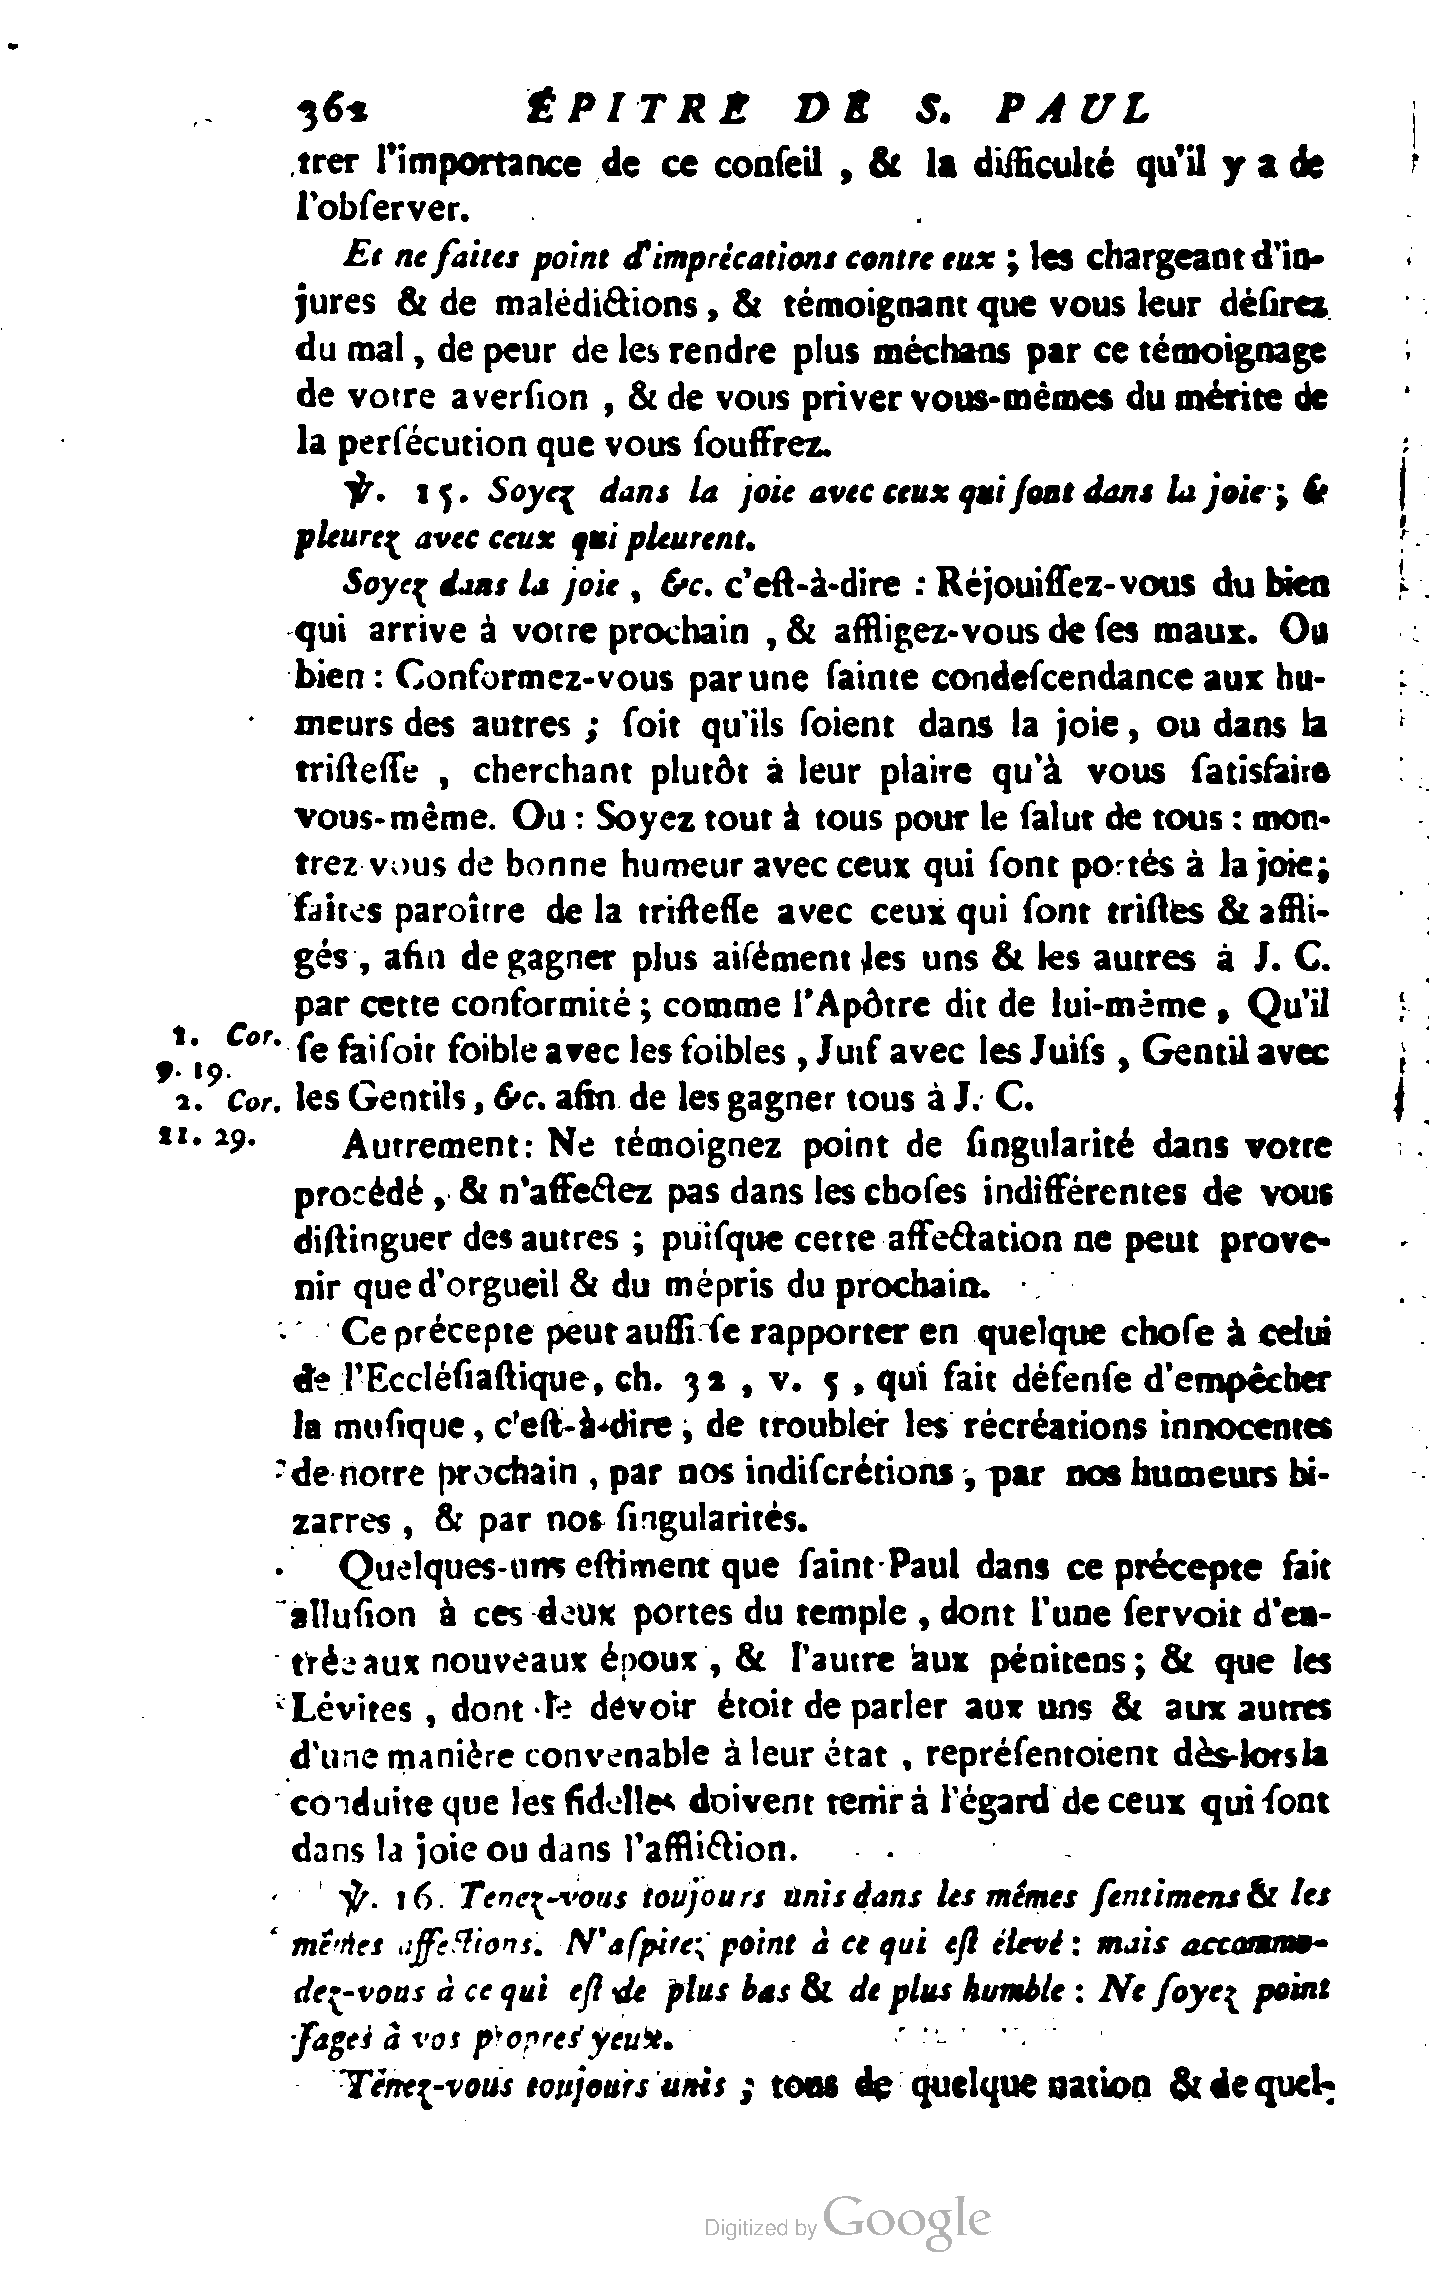 362 ÉPITRE DE S. PAUL
trer l'importance de ce conſeil , & la difficulté qu'il y a de
l'obſerver.
Et ne faites point d'imprécations contre eux ; les chargeant d'in-
jures & de malédictions , & témoignant que vous leur déſirez
du mal , de peur de les rendre plus méchans par ce témoignage
de votre averſion , & de vous priver vous-mêmes du mérite de
la perſécution que vous ſouffrez.
℣. 15. Soyez dans la joie avec ceux qui ſont dans la joie ; &
pleurez avec ceux qui pleurent.
Soyez dans la joie , &c. c'eſt-à-dire : Réjouiſſez-vous du bien
qui arrive à votre prochain , & affligez-vous de ſes maux. Ou
bien : Conformez-vous par une ſainte condeſcendance aux hu-
meurs des autres ; ſoit qu'ils ſoient dans la joie, ou dans la
triſteſſe , cherchant plutôt à leur plaire qu'à vous ſatisfaire
vous-même. Ou : Soyez tout à tous pour le ſalut de tous : mon-
trez-vous de bonne humeur avec ceux qui ſont portés à la joie ;
faites paroître de la triſteſſe avec ceux qui ſont triſtes & affli-
gés , afin de gagner plus aiſément les uns & les autres à J. C.
par cette conformité ; comme l'Apôtre dit de lui-même , Qu'il
1. Cor. ſe faiſoit foible avec les foibles , Juif avec les Juifs , Gentil avec
9. 19.
2. Cor. les Gentils , &c. afin de les gagner tous à J. C.
11. 29. Autrement : Ne témoignez point de ſingularité dans votre
procédé , & n'affectez pas dans les choſes indifférentes de vous
diſtinguer des autres ; puiſque cette affectation ne peut prove-
nir que d'orgueil & du mépris du prochain.
Ce précepte peut auſſi ſe rapporter en quelque choſe à celui
de l'Eccléſiaſtique, ch. 32 , v. 5 , qui fait défenſe d'empêcher
la muſique , c'eſt-à-dire , de troubler les récréations innocentes
de notre prochain , par nos indiſcrétions , par nos humeurs bi-
zarres , & par nos ſingularités.
Quelques-uns eſtiment que ſaint Paul dans ce précepte fait
alluſion à ces deux portes du temple , dont l'une ſervoit d'en-
trée aux nouveaux époux , & l'autre aux pénitens ; & que les
Lévites , dont le devoir étoit de parler aux uns & aux autres
d'une manière convenable à leur état , repréſentoient dès-lors la
conduite que les fidelles doivent tenir à l'égard de ceux qui ſont
dans la joie ou dans l'affliction.
℣. 16. Tenez-vous toujours unis dans les mêmes ſentimens & les
mêmes affections. N'aſpirez point à ce qui eſt élevé : mais accommo-
dez-vous à ce qui eſt de plus bas & de plus humble : Ne ſoyez point
ſages à vos propres yeux.
Tenez-vous toujours unis ; tous de quelque nation & de quel-
Digitized by Google